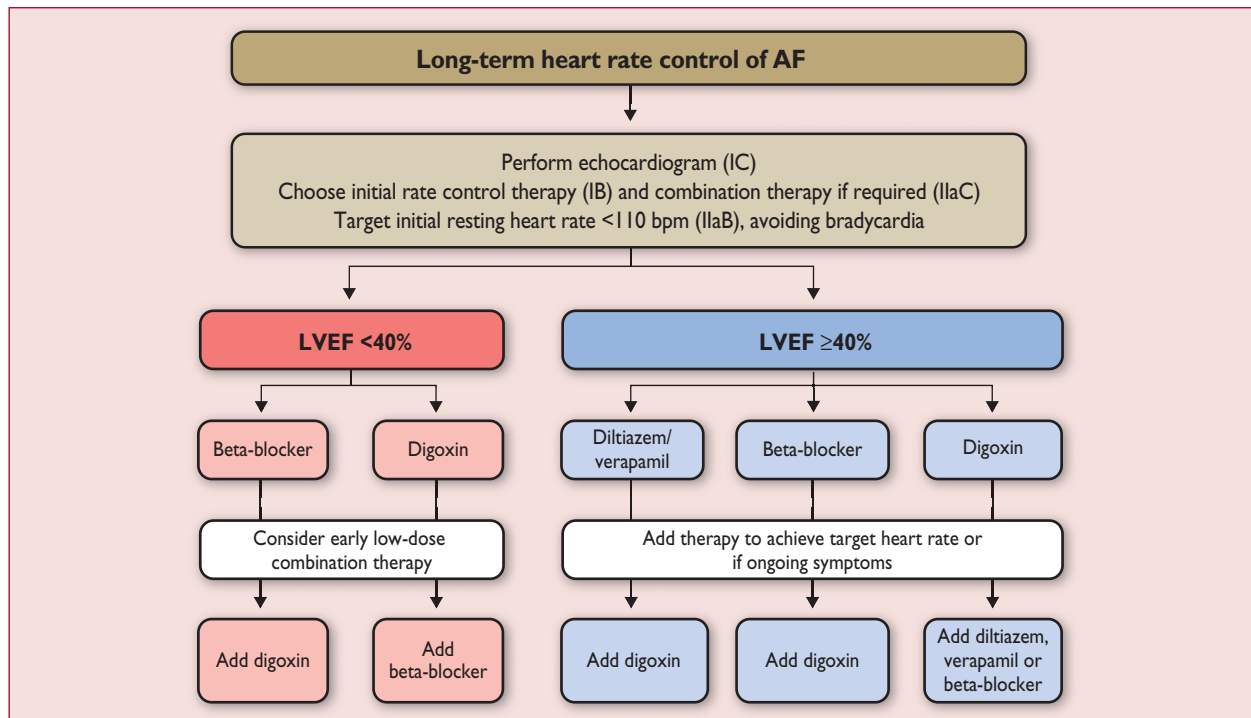 Long-term heart rate control of AF
Perform echocardiogram (IC)
Choose initial rate control therapy (IB) and combination therapy if required (IIaC)
Target initial resting heart rate <110 bpm (IIaB), avoiding bradycardia
LVEF <40%
LVEF ≥40%
Beta-blocker
Digoxin
Diltiazem/
verapamil
Beta-blocker
Digoxin
Consider early low-dose
combination therapy
Add therapy to achieve target heart rate or
if ongoing symptoms
Add digoxin
Add
beta-blocker
Add digoxin
Add digoxin
Add diltiazem,
verapamil or
beta-blocker